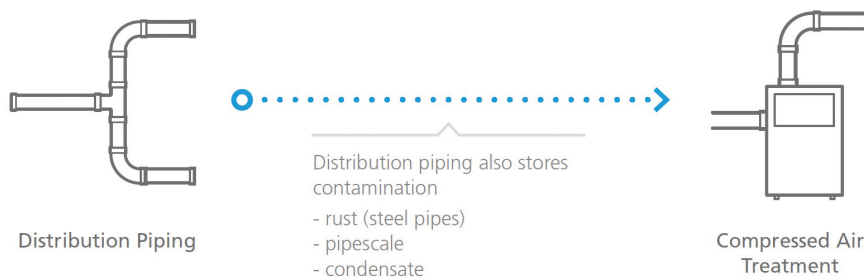 Distribution piping also stores
contamination
- rust (steel pipes)
- pipescale
- condensate
Distribution Piping
Compressed Air
Treatment